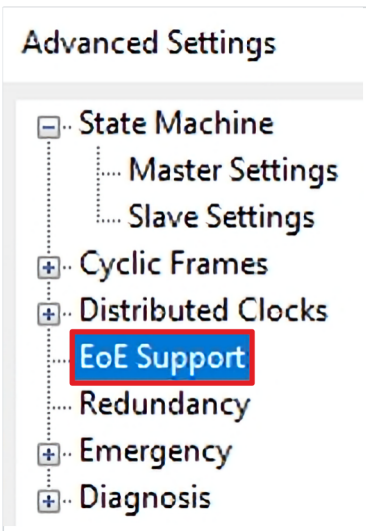 Advanced Settings
State Machine
Master Settings
Slave Settings
Cyclic Frames
Distributed Clocks
EoE Support
Redundancy
Emergency
Diagnosis